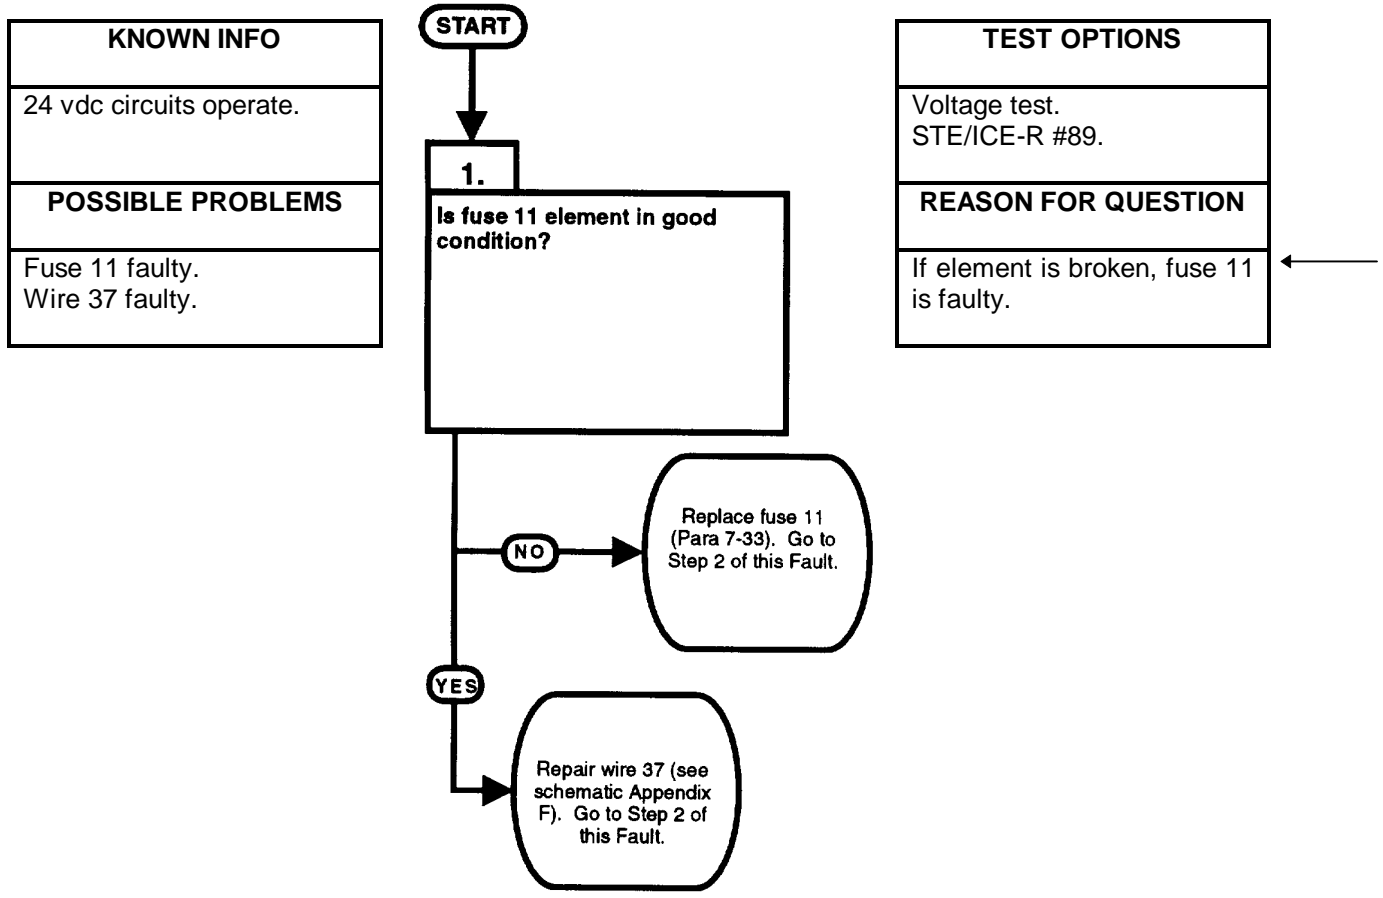 KNOWN INFO
24 vdc circuits operate.
POSSIBLE PROBLEMS
Fuse 11 faulty.
Wire 37 faulty.
START
1.
Is fuse 11 element in good
condition?
NO
Replace fuse 11
(Para 7-33). Go to
Step 2 of this Fault.
YES
Repair wire 37 (see
schematic Appendix
F). Go to Step 2 of
this Fault.
TEST OPTIONS
Voltage test.
STE/ICE-R #89.
REASON FOR QUESTION
If element is broken, fuse 11
is faulty.